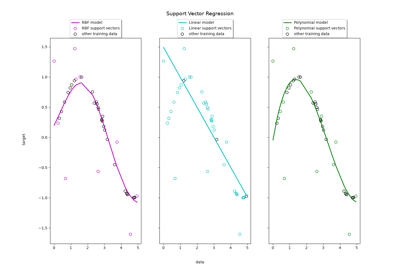 Support Vector Regression
RBF model
RBF support vectors
other training data
Linear model
Linear support vectors
other training data
Polynomial model
Polynomial support vectors
other training data
target
1.5
1.0
0.5
0.0
−0.5
−1.0
−1.5
0 1 2 3 4 5
0 1 2 3 4 5
0 1 2 3 4 5
data